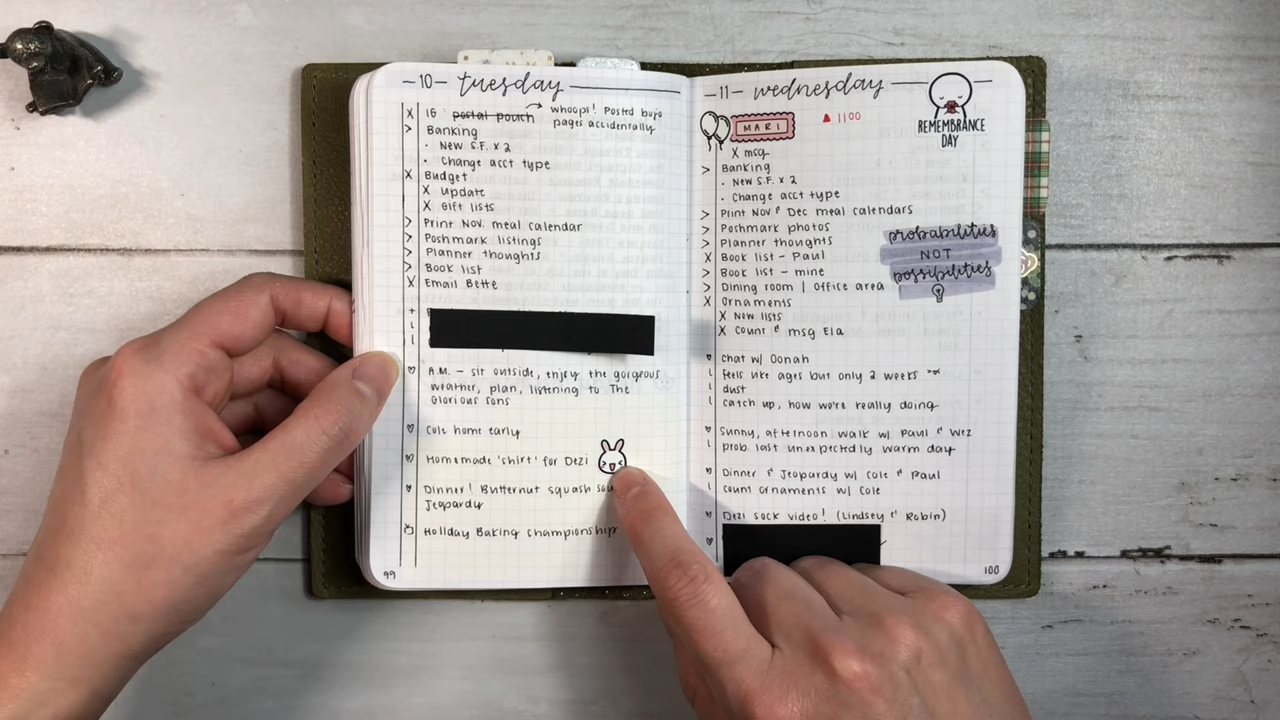 10 tuesday
X IG postal pouch → whoops! Posted bujo
pages accidentally
> Banking
· New S.F. x 2
· Change acct type
X Budget
X Update
X Gift lists
> Print Nov. meal calendar
> Poshmark listings
> Planner thoughts
> Book list
X Email Bette
A.M. – sit outside, enjoy the gorgeous
weather, plan, listening to The
Glorious Sons
Cole home early
Homemade 'shirt' for Dezi
Dinner! Butternut squash
Jeopardy
Holiday Baking Championship
99
11 wednesday
MARI
1100
REMEMBRANCE
DAY
X msg
> Banking
· New S.F. x 2
· Change acct type
> Print Nov & Dec meal calendars
> Poshmark photos
> Planner thoughts
X Book list – Paul
> Book list – mine
> Dining room | Office area
X Ornaments
X New lists
X Count & msg Ela
probabilities
NOT
possibilities
Chat w/ Oonah
feels like ages but only 2 weeks
dust
catch up, how we're really doing
Sunny, afternoon walk w/ Paul & Wez
prob. last unexpectedly warm day
Dinner & Jeopardy w/ Cole & Paul
count ornaments w/ Cole
Dezi sock video! (Lindsey & Robin)
100